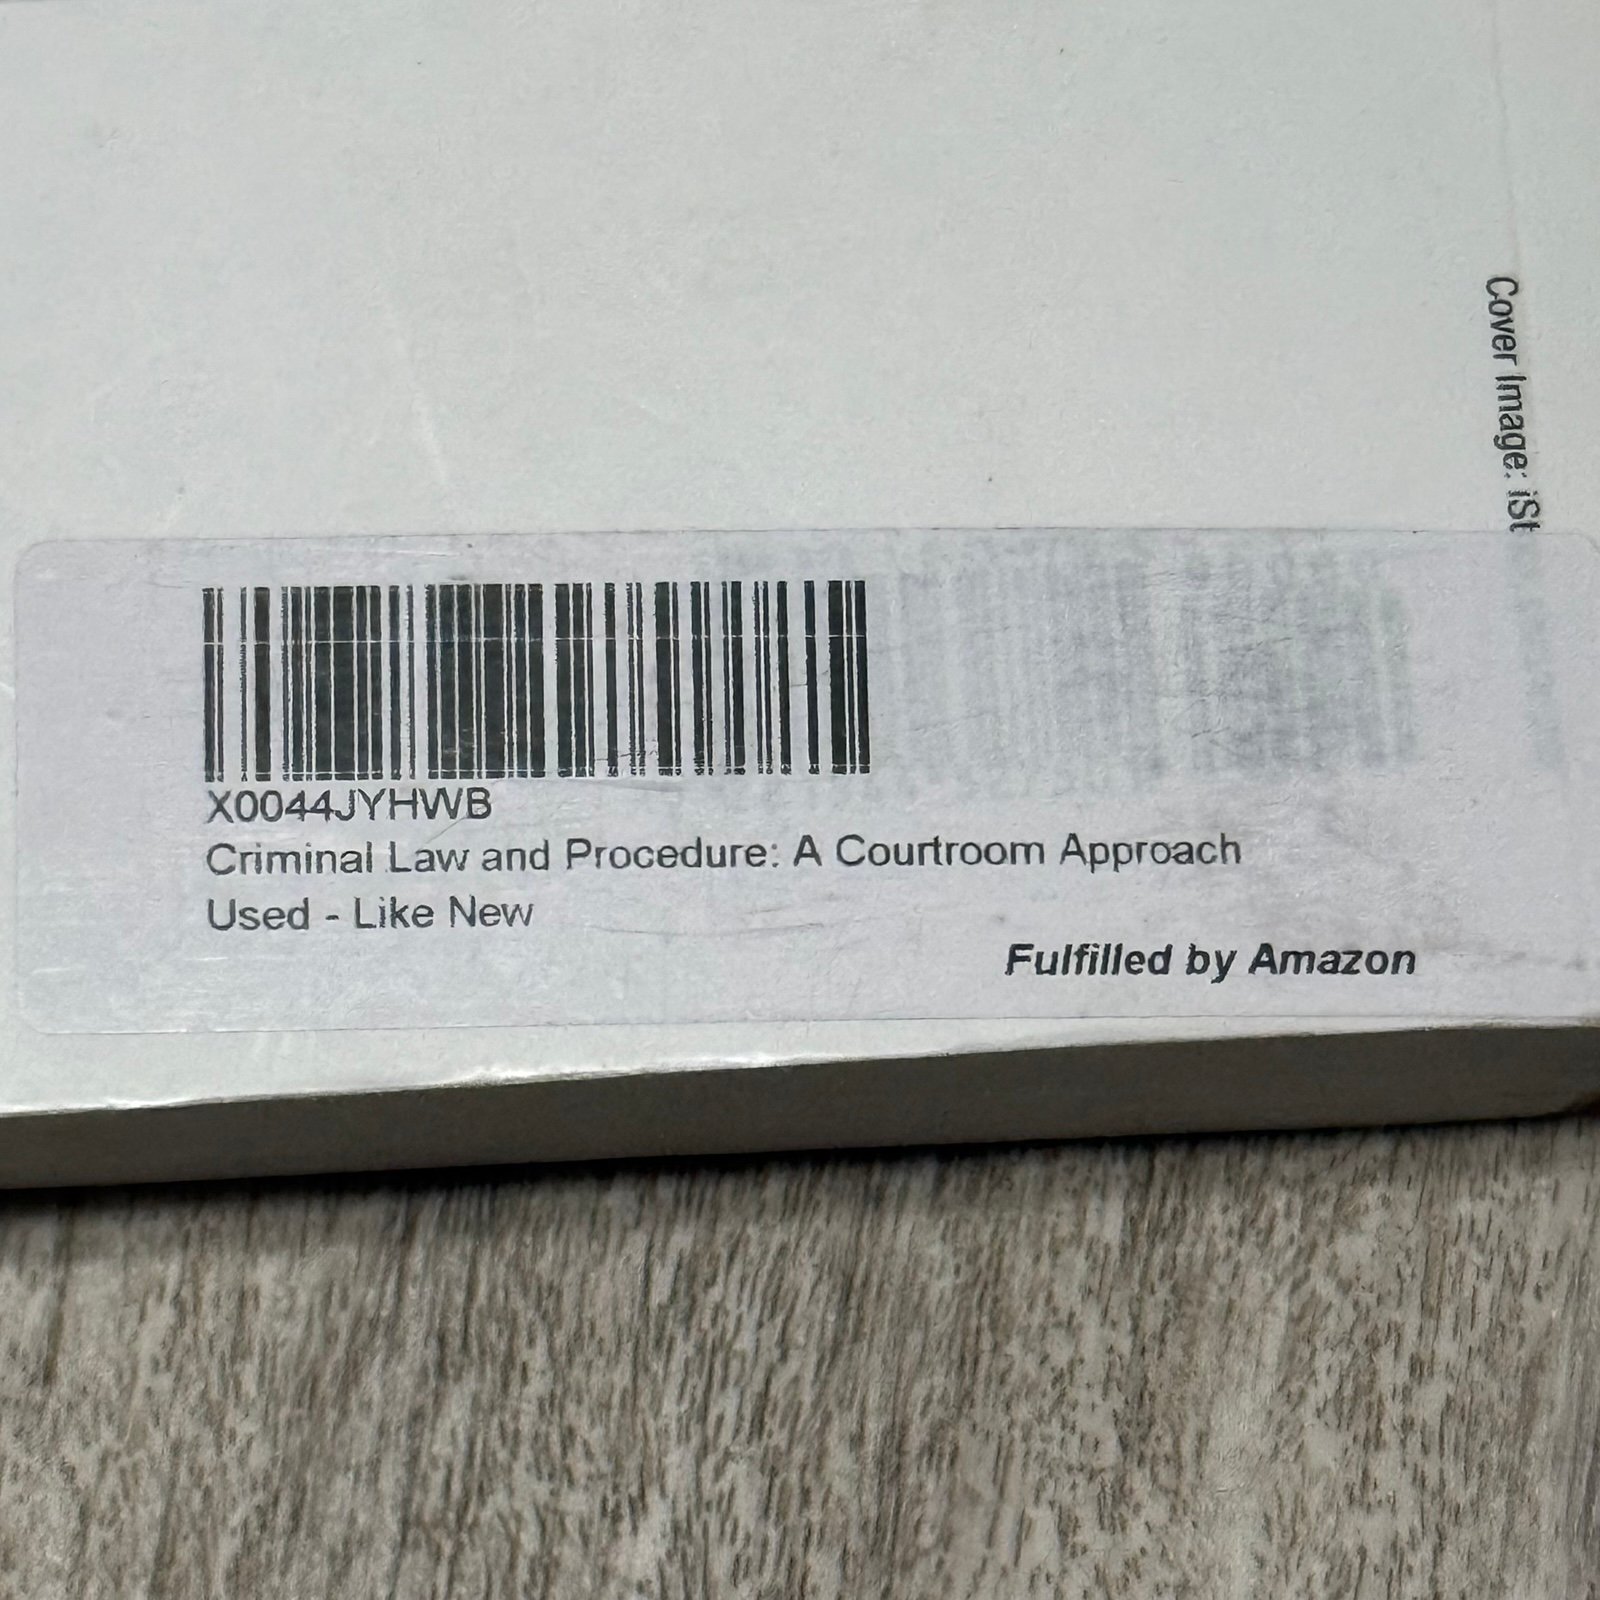 Cover Image: iSt
X0044JYHWB
Criminal Law and Procedure: A Courtroom Approach
Used - Like New
Fulfilled by Amazon